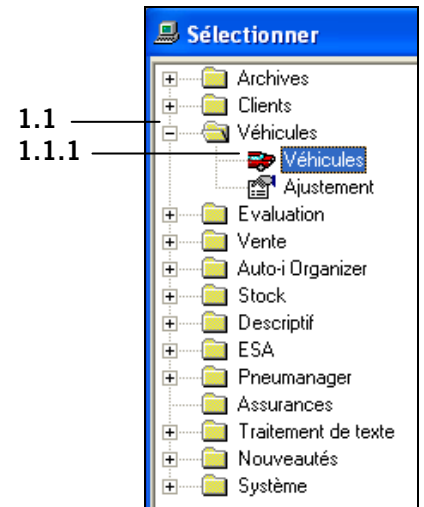 Sélectionner
Archives
Clients
1.1
Véhicules
1.1.1
Véhicules
Ajustement
Evaluation
Vente
Auto-i Organizer
Stock
Descriptif
ESA
Pneumanager
Assurances
Traitement de texte
Nouveautés
Système